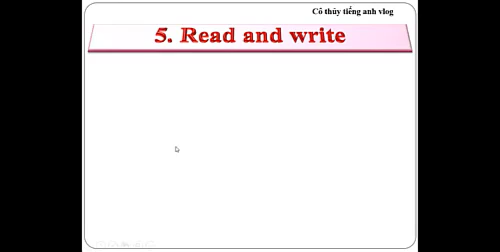 Cô thủy tiếng anh vlog
5. Read and write